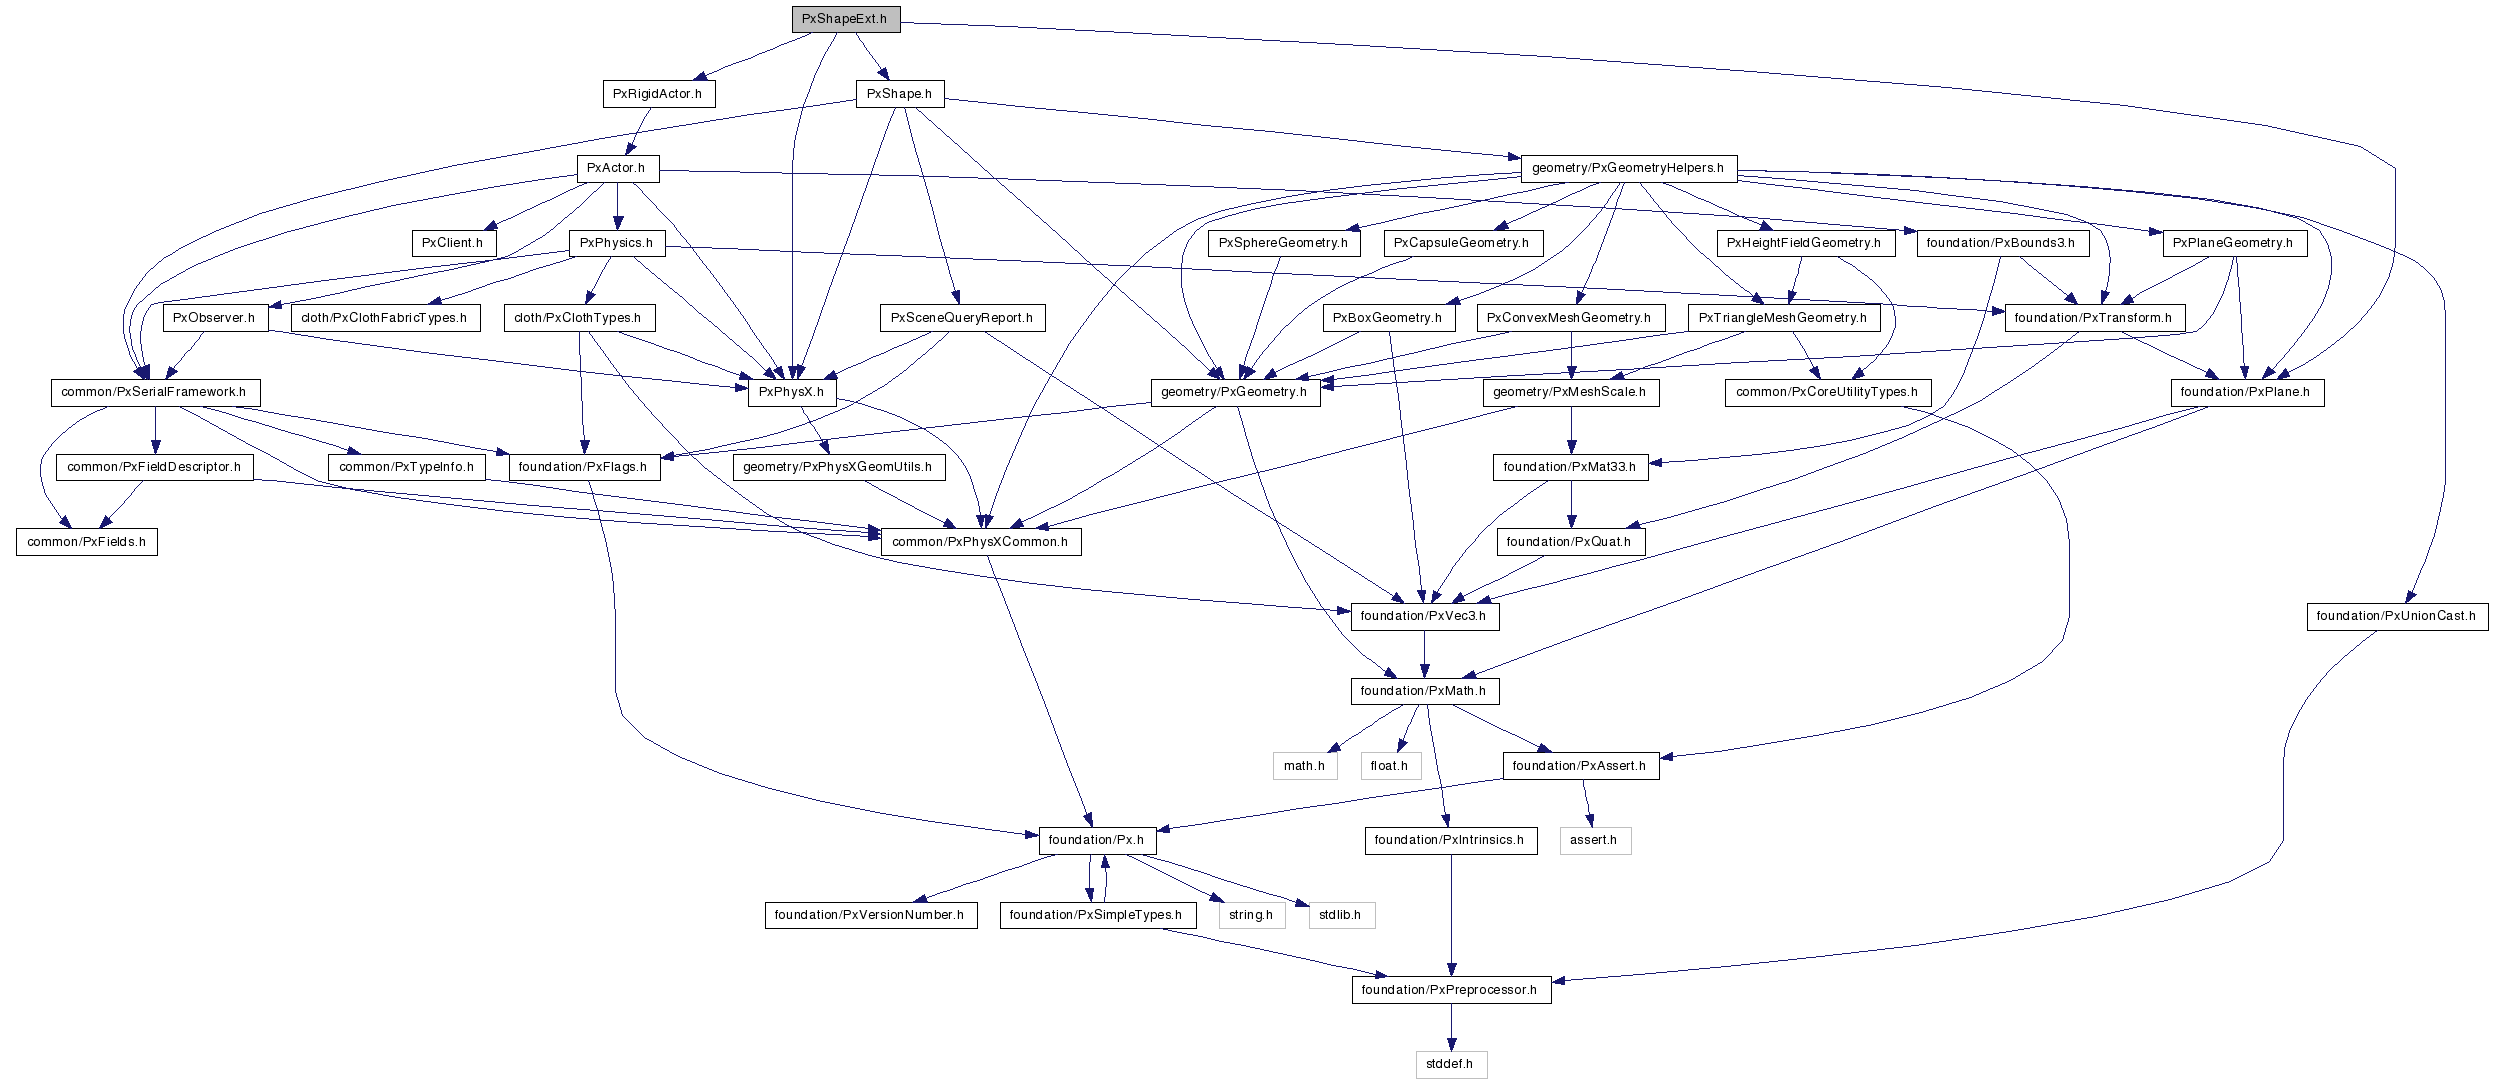 PxShapeExt.h
PxRigidActor.h
PxShape.h
PxActor.h
geometry/PxGeometryHelpers.h
PxClient.h
PxPhysics.h
PxSphereGeometry.h
PxCapsuleGeometry.h
PxHeightFieldGeometry.h
foundation/PxBounds3.h
PxPlaneGeometry.h
PxObserver.h
cloth/PxClothFabricTypes.h
cloth/PxClothTypes.h
PxSceneQueryReport.h
PxBoxGeometry.h
PxConvexMeshGeometry.h
PxTriangleMeshGeometry.h
foundation/PxTransform.h
common/PxSerialFramework.h
PxPhysX.h
geometry/PxGeometry.h
geometry/PxMeshScale.h
common/PxCoreUtilityTypes.h
foundation/PxPlane.h
common/PxFieldDescriptor.h
common/PxTypeInfo.h
foundation/PxFlags.h
geometry/PxPhysXGeomUtils.h
foundation/PxMat33.h
common/PxFields.h
common/PxPhysXCommon.h
foundation/PxQuat.h
foundation/PxVec3.h
foundation/PxUnionCast.h
foundation/PxMath.h
math.h
float.h
foundation/PxAssert.h
foundation/Px.h
foundation/PxIntrinsics.h
assert.h
foundation/PxVersionNumber.h
foundation/PxSimpleTypes.h
string.h
stdlib.h
foundation/PxPreprocessor.h
stddef.h